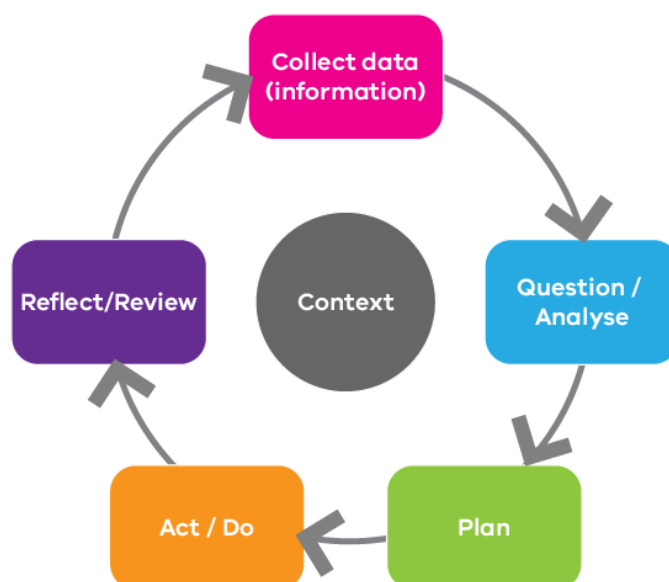 Collect data
(information)
Question /
Analyse
Plan
Act / Do
Reflect/Review
Context